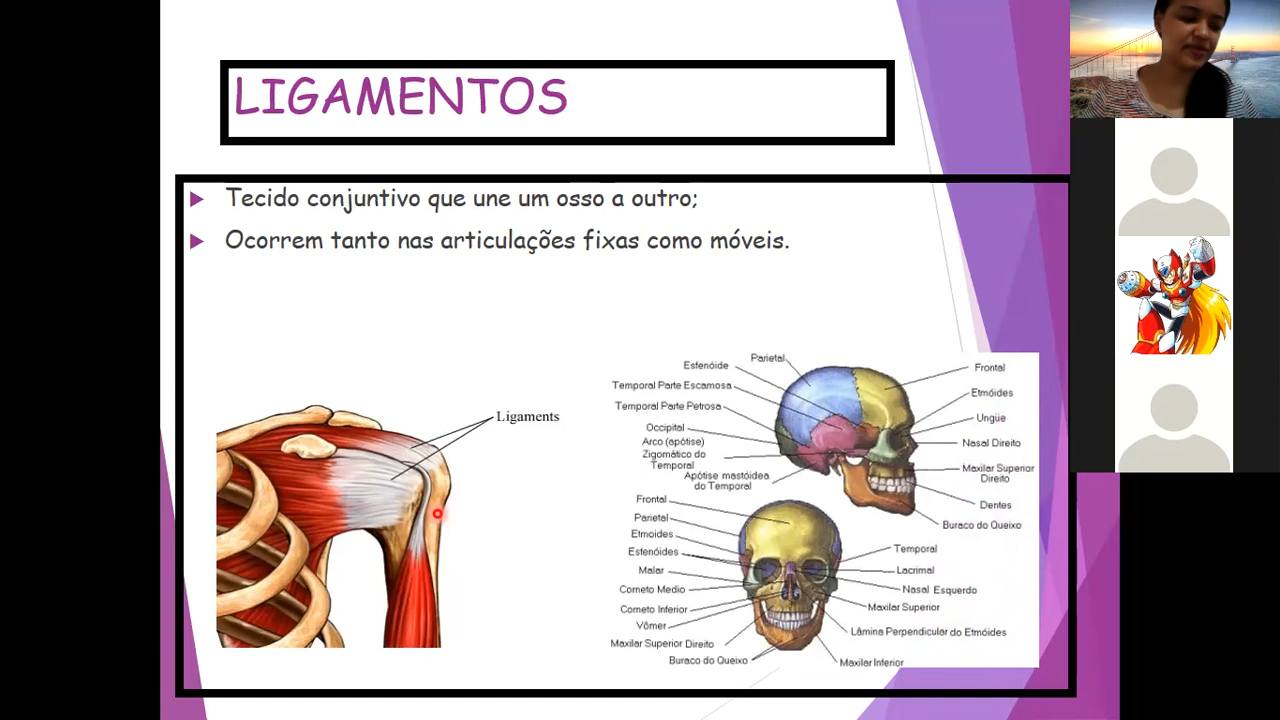 LIGAMENTOS
Tecido conjuntivo que une um osso a outro;
Ocorrem tanto nas articulações fixas como móveis.
Ligaments
Parietal
Esfenóide
Temporal Parte Escamosa
Temporal Parte Petrosa
Occipital
Arco (apótise)
Zigomático do
Temporal
Apótise mastóidea
do Temporal
Frontal
Etmóides
Ungüe
Nasal Direito
Maxilar Superior
Direito
Dentes
Buraco do Queixo
Frontal
Parietal
Etmoides
Estenóides
Malar
Corneto Medio
Corneto Inferior
Vômer
Maxilar Superior Direito
Buraco do Queixo
Temporal
Lacrimal
Nasal Esquerdo
Maxilar Superior
Lâmina Perpendicular do Etmóides
Maxilar Inferior